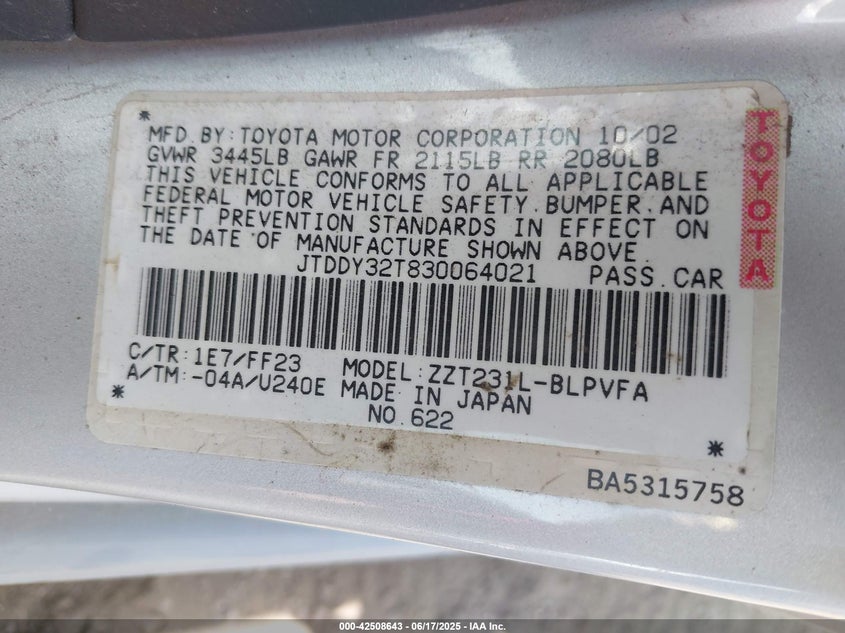 MFD.BY:TOYOTA MOTOR CORPORATION 10/02
GVWR 3445LB GAWR FR 2115LB RR 2080LB
THIS VEHICLE CONFORMS TO ALL APPLICABLE
FEDERAL MOTOR VEHICLE SAFETY,BUMPER,AND
THEFT PREVENTION STANDARDS IN EFFECT ON
THE DATE OF MANUFACTURE SHOWN ABOVE.
JTDDY32T830064021 PASS.CAR
C/TR:1E7/FF23 MODEL:ZZT231L-BLPVFA
A/TM:-04A/U240E MADE IN JAPAN
NO.622
TOYOTA
BA5315758
000-42508643 / 06/17/2025 - IAA Inc.